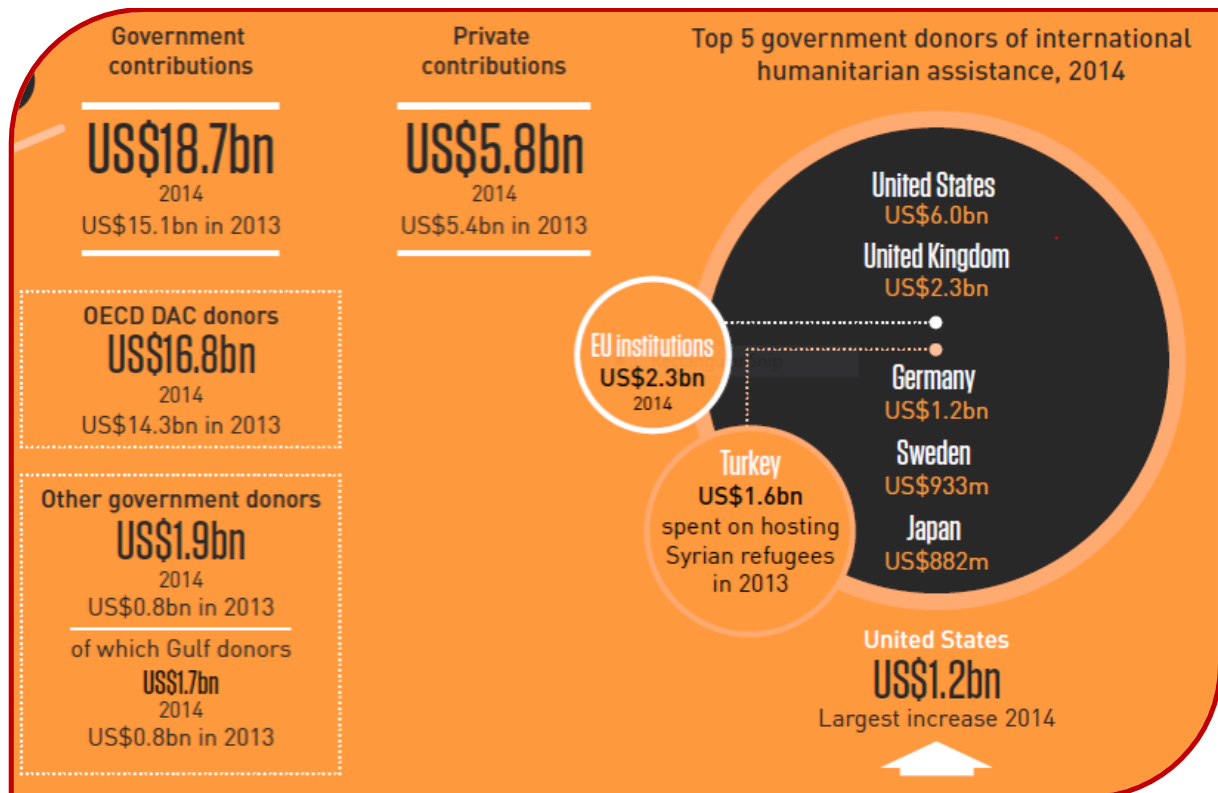 Government
contributions
US$18.7bn
2014
US$15.1bn in 2013
Private
contributions
US$5.8bn
2014
US$5.4bn in 2013
OECD DAC donors
US$16.8bn
2014
US$14.3bn in 2013
Other government donors
US$1.9bn
2014
US$0.8bn in 2013
of which Gulf donors
US$1.7bn
2014
US$0.8bn in 2013
Top 5 government donors of international
humanitarian assistance, 2014
United States
US$6.0bn
United Kingdom
US$2.3bn
EU institutions
US$2.3bn
2014
Turkey
US$1.6bn
spent on hosting
Syrian refugees
in 2013
Germany
US$1.2bn
Sweden
US$933m
Japan
US$882m
United States
US$1.2bn
Largest increase 2014